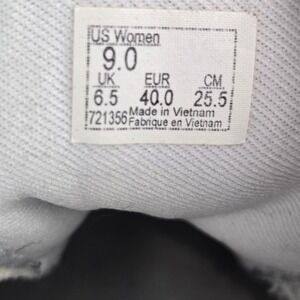 US Women
9.0
UK EUR CM
6.5 40.0 25.5
721356 Made in Vietnam
Fabriqué en Vietnam